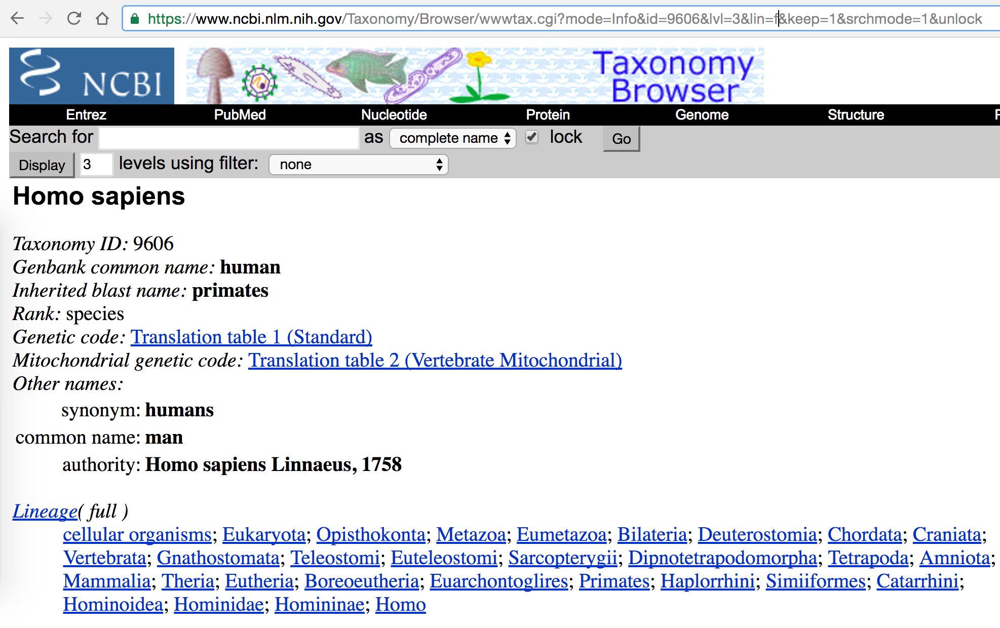 https://www.ncbi.nlm.nih.gov/Taxonomy/Browser/wwwtax.cgi?mode=Info&id=9606&lvl=3&lin=f&keep=1&srchmode=1&unlock
NCBI
Taxonomy
Browser
Entrez PubMed Nucleotide Protein Genome Structure
Search for as complete name lock Go
Display 3 levels using filter: none
Homo sapiens
Taxonomy ID: 9606
Genbank common name: human
Inherited blast name: primates
Rank: species
Genetic code: Translation table 1 (Standard)
Mitochondrial genetic code: Translation table 2 (Vertebrate Mitochondrial)
Other names:
synonym: humans
common name: man
authority: Homo sapiens Linnaeus, 1758
Lineage( full )
cellular organisms; Eukaryota; Opisthokonta; Metazoa; Eumetazoa; Bilateria; Deuterostomia; Chordata; Craniata;
Vertebrata; Gnathostomata; Teleostomi; Euteleostomi; Sarcopterygii; Dipnotetrapodomorpha; Tetrapoda; Amniota;
Mammalia; Theria; Eutheria; Boreoeutheria; Euarchontoglires; Primates; Haplorrhini; Simiiformes; Catarrhini;
Hominoidea; Hominidae; Homininae; Homo